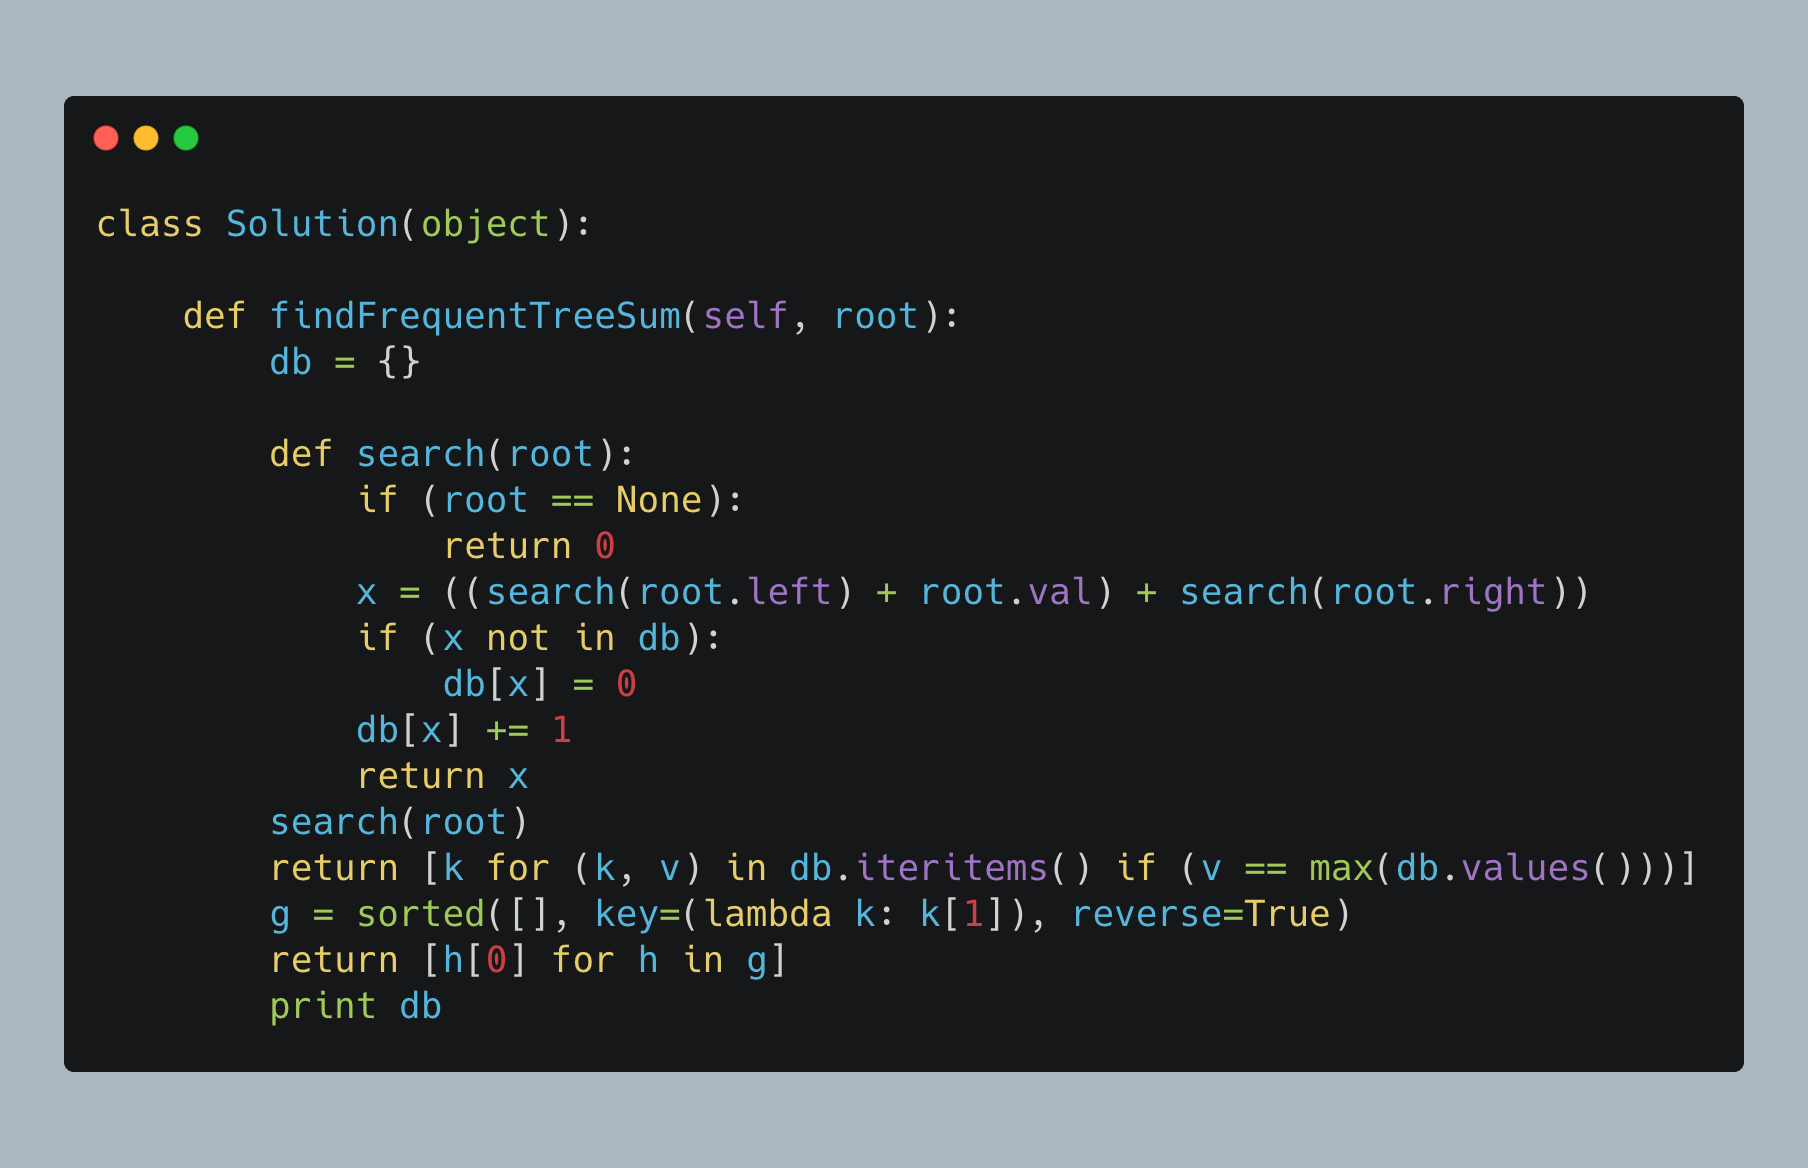 class Solution(object):

    def findFrequentTreeSum(self, root):
        db = {}

        def search(root):
            if (root == None):
                return 0
            x = ((search(root.left) + root.val) + search(root.right))
            if (x not in db):
                db[x] = 0
            db[x] += 1
            return x
        search(root)
        return [k for (k, v) in db.iteritems() if (v == max(db.values()))]
        g = sorted([], key=(lambda k: k[1]), reverse=True)
        return [h[0] for h in g]
        print db